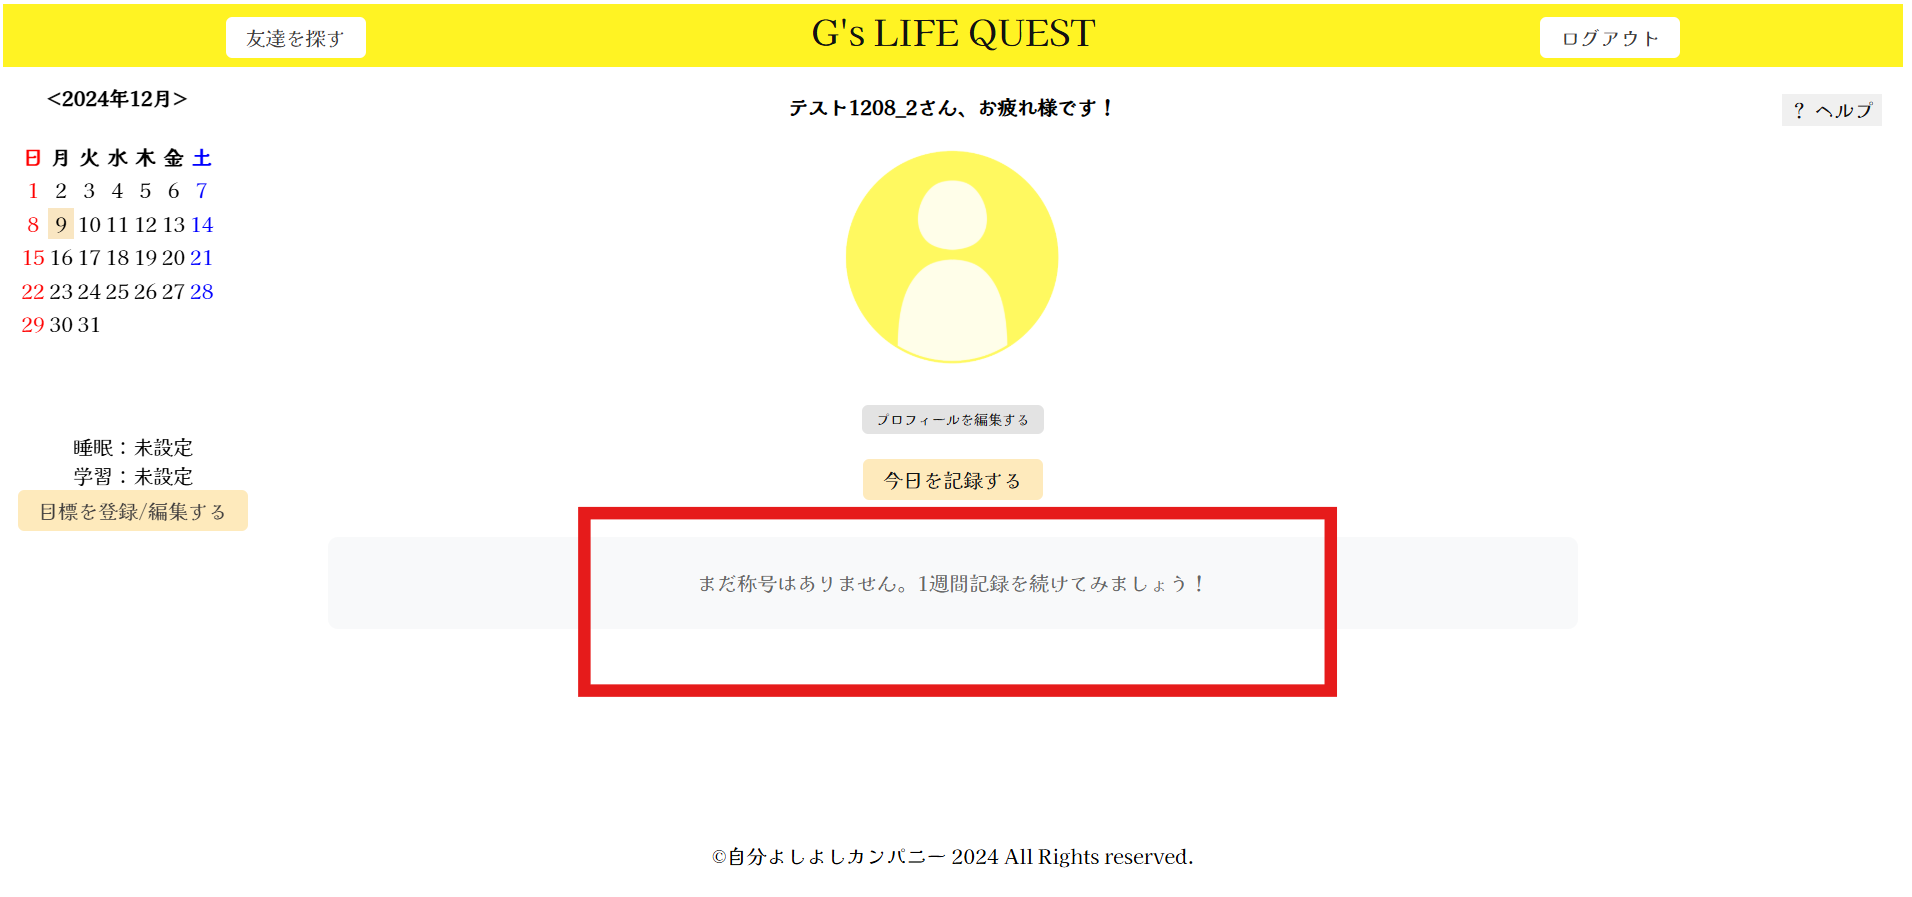 友達を探す
G's LIFE QUEST
ログアウト
<2024年12月>
テスト1208_2さん、お疲れ様です！
? ヘルプ
日 月 火 水 木 金 土
1 2 3 4 5 6 7
8 9 10 11 12 13 14
15 16 17 18 19 20 21
22 23 24 25 26 27 28
29 30 31
プロフィールを編集する
睡眠：未設定
学習：未設定
目標を登録/編集する
今日を記録する
まだ称号はありません。1週間記録を続けてみましょう！
©自分よしよしカンパニー 2024 All Rights reserved.